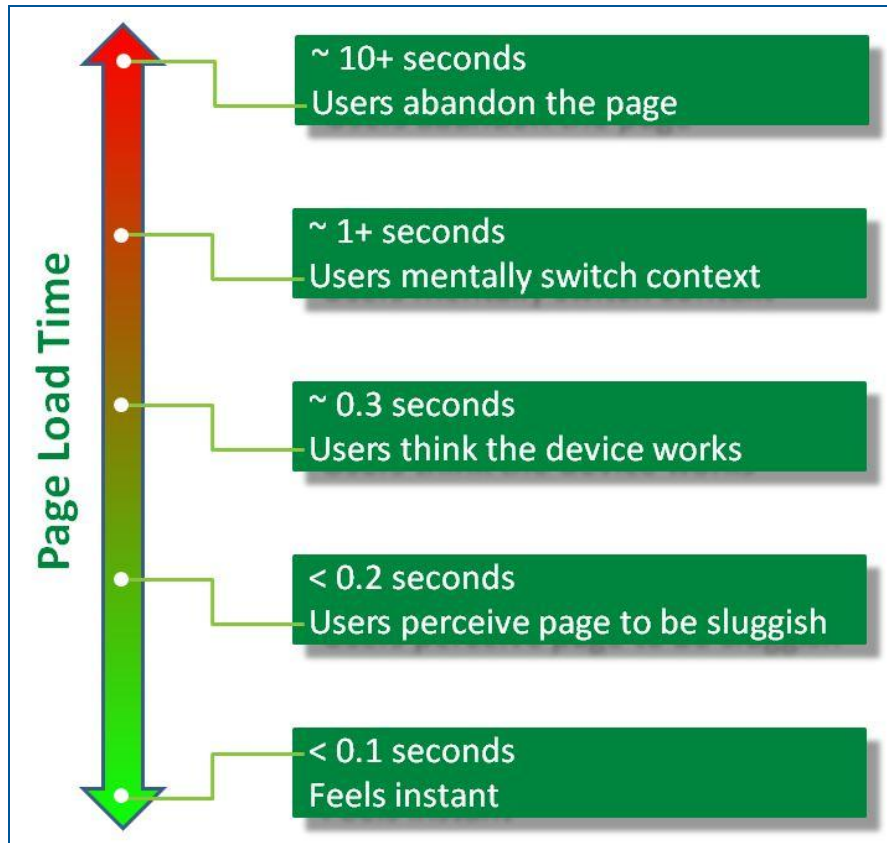 ~ 10+ seconds
Users abandon the page
~ 1+ seconds
Users mentally switch context
Page Load Time
~ 0.3 seconds
Users think the device works
< 0.2 seconds
Users perceive page to be sluggish
< 0.1 seconds
Feels instant